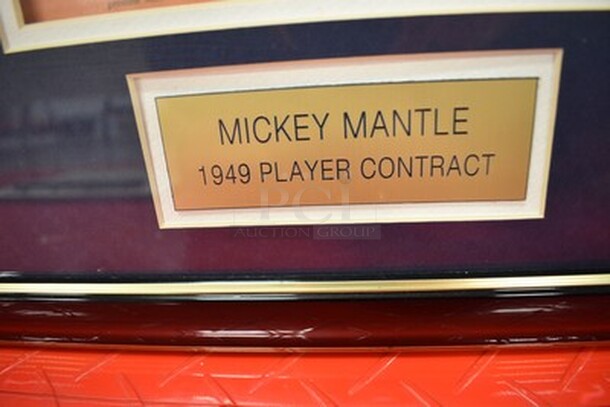 MICKEY MANTLE
1949 PLAYER CONTRACT
PCI
AUCTION GROUP